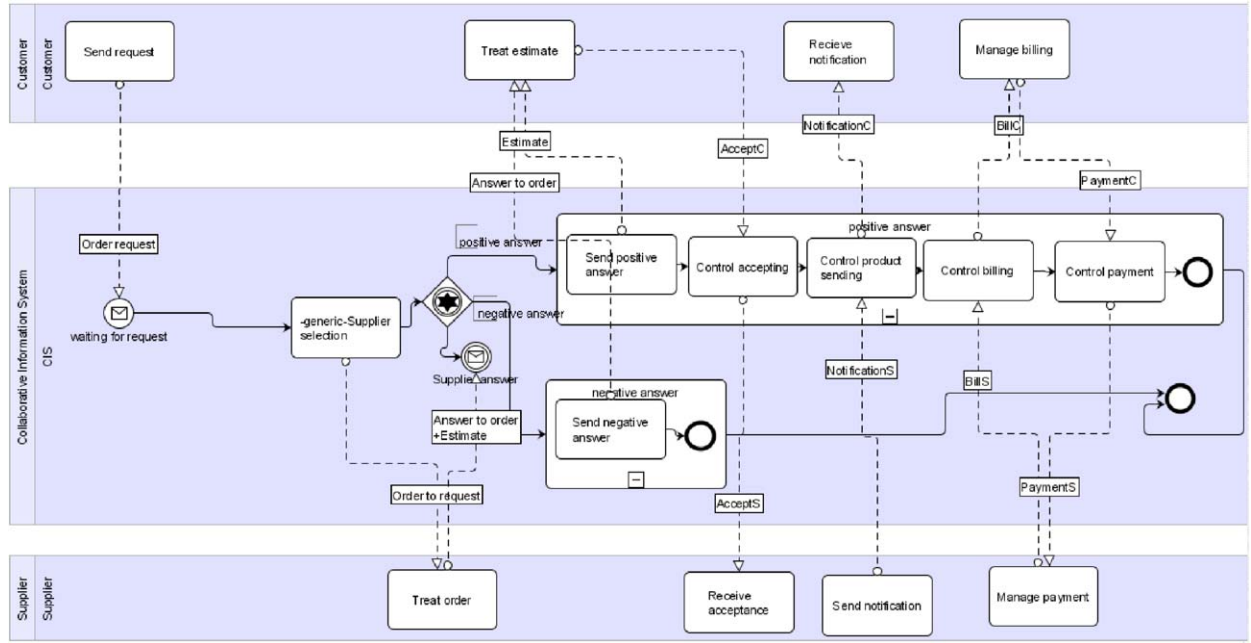 Customer
Customer
Send request
Treat estimate
Recieve
notification
Manage billing
Estimate
NotificationC
BillC
AcceptC
Answer to order
PaymentC
Collaborative Information System
CIS
Order request
waiting for request
-generic-Supplier
selection
positive answer
negative answer
Supplier answer
positive answer
Send positive
answer
Control accepting
Control product
sending
Control billing
Control payment
NotificationS
BillS
negative answer
Send negative
answer
Answer to order
+Estimate
Order to request
AcceptS
PaymentS
Supplier
Supplier
Treat order
Receive
acceptance
Send notification
Manage payment